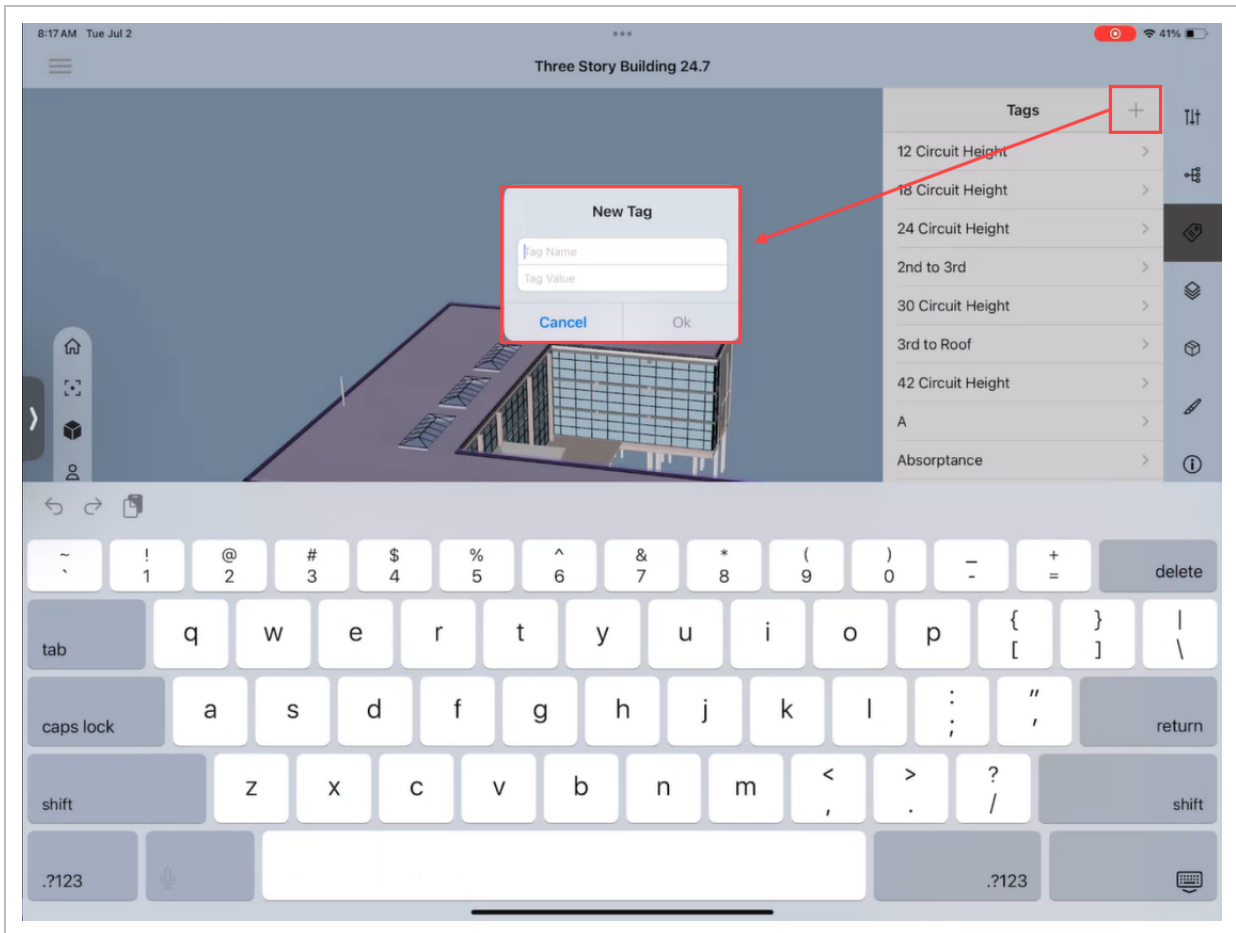 8:17 AM Tue Jul 2
41%
Three Story Building 24.7
Tags
12 Circuit Height
18 Circuit Height
24 Circuit Height
2nd to 3rd
30 Circuit Height
3rd to Roof
42 Circuit Height
A
Absorptance
New Tag
Tag Name
Tag Value
Cancel Ok
~ ! @ # $ % ^ & * ( ) _ +
` 1 2 3 4 5 6 7 8 9 0 - = delete
tab q w e r t y u i o p { } |
[ ] \
caps lock a s d f g h j k l : "
; ' return
shift z x c v b n m < > ?
, . / shift
.?123 .?123